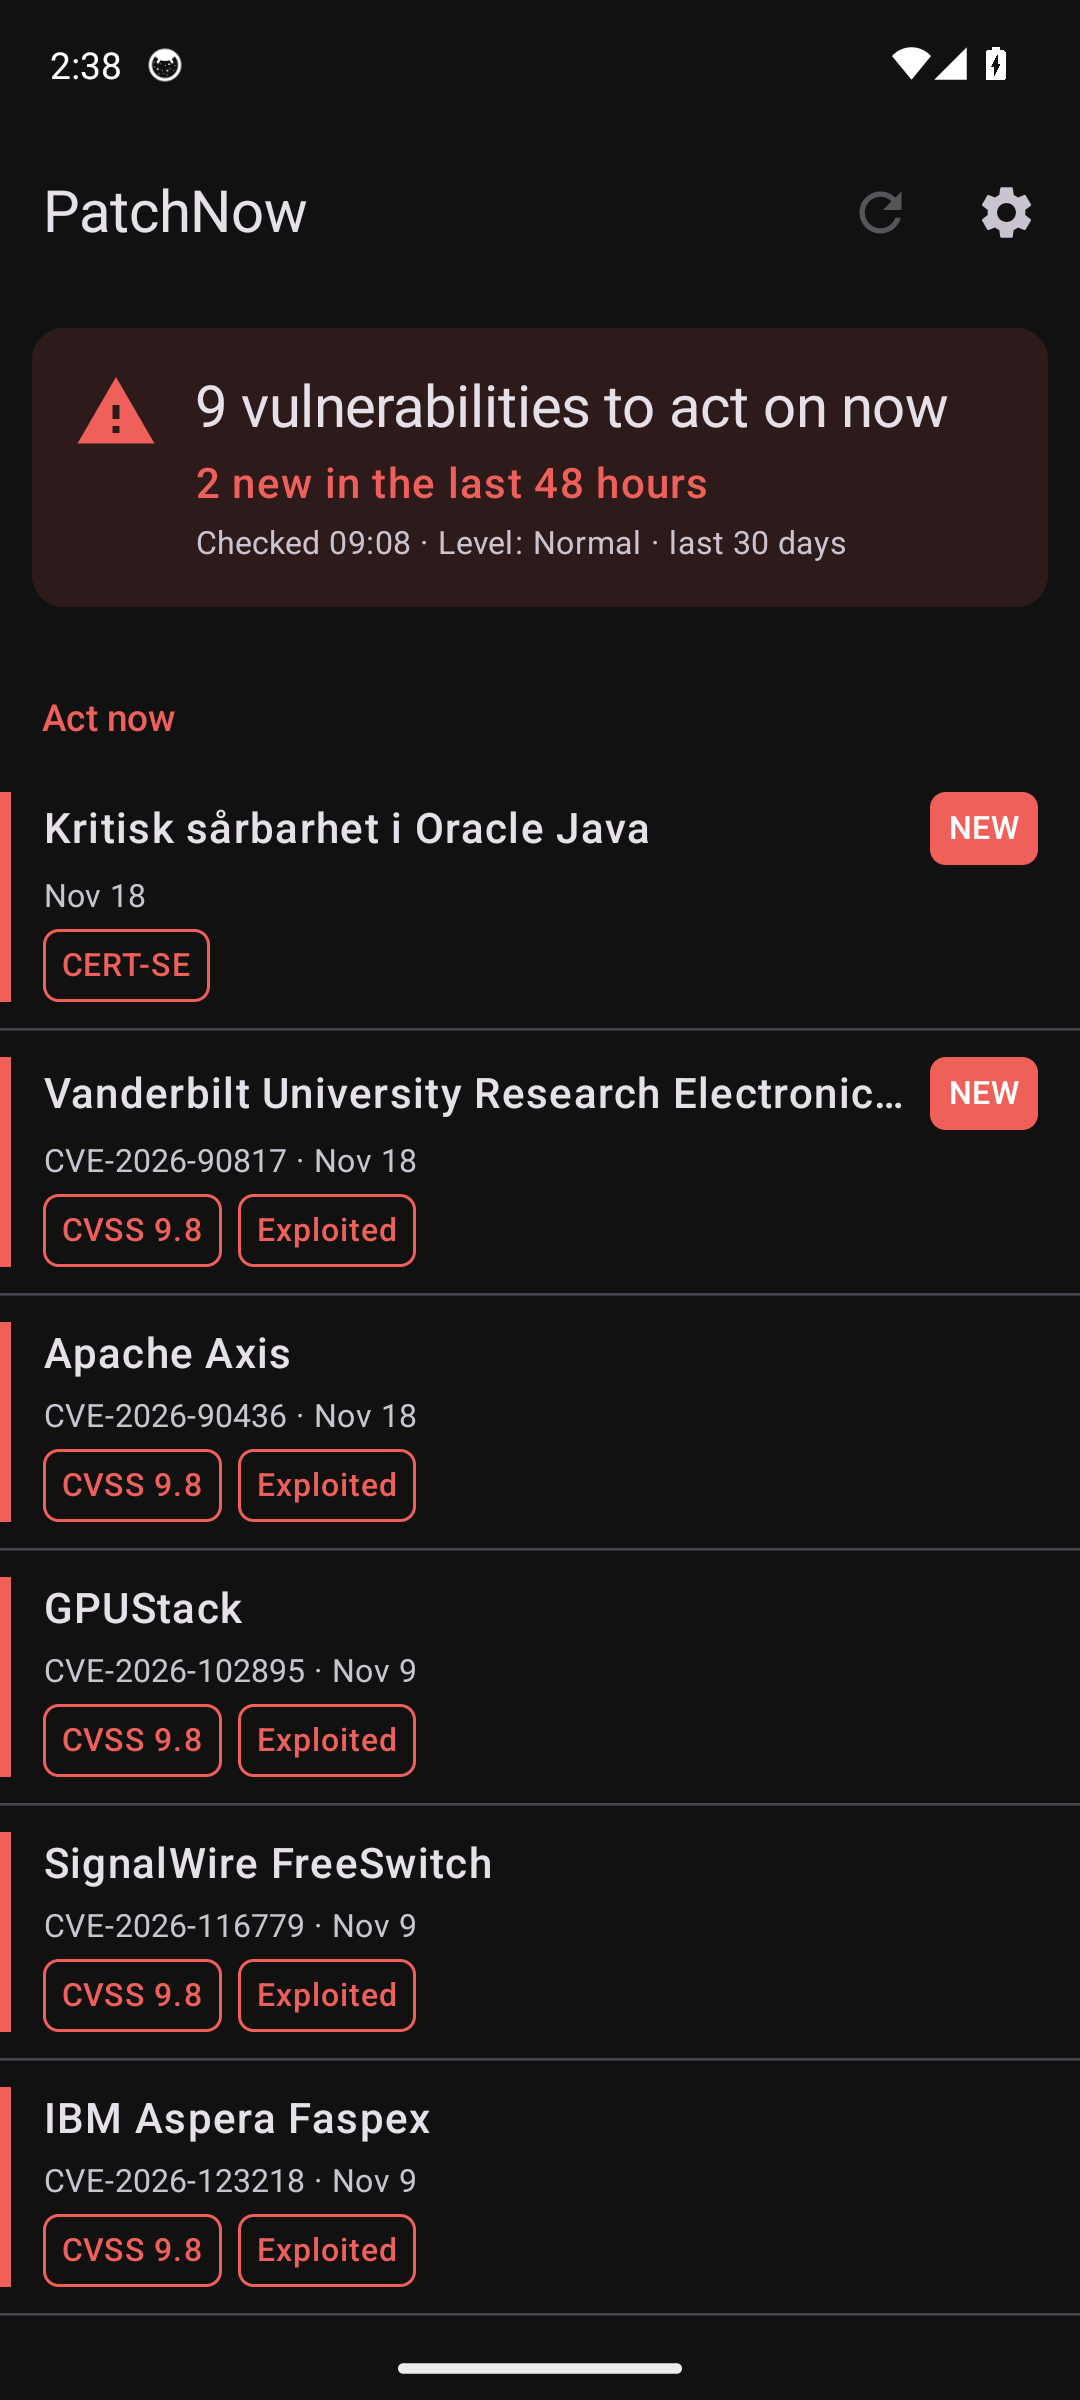 2:38
PatchNow
9 vulnerabilities to act on now
2 new in the last 48 hours
Checked 09:08 · Level: Normal · last 30 days
Act now
Kritisk sårbarhet i Oracle Java
NEW
Nov 18
CERT-SE
Vanderbilt University Research Electronic…
NEW
CVE-2026-90817 · Nov 18
CVSS 9.8 Exploited
Apache Axis
CVE-2026-90436 · Nov 18
CVSS 9.8 Exploited
GPUStack
CVE-2026-102895 · Nov 9
CVSS 9.8 Exploited
SignalWire FreeSwitch
CVE-2026-116779 · Nov 9
CVSS 9.8 Exploited
IBM Aspera Faspex
CVE-2026-123218 · Nov 9
CVSS 9.8 Exploited